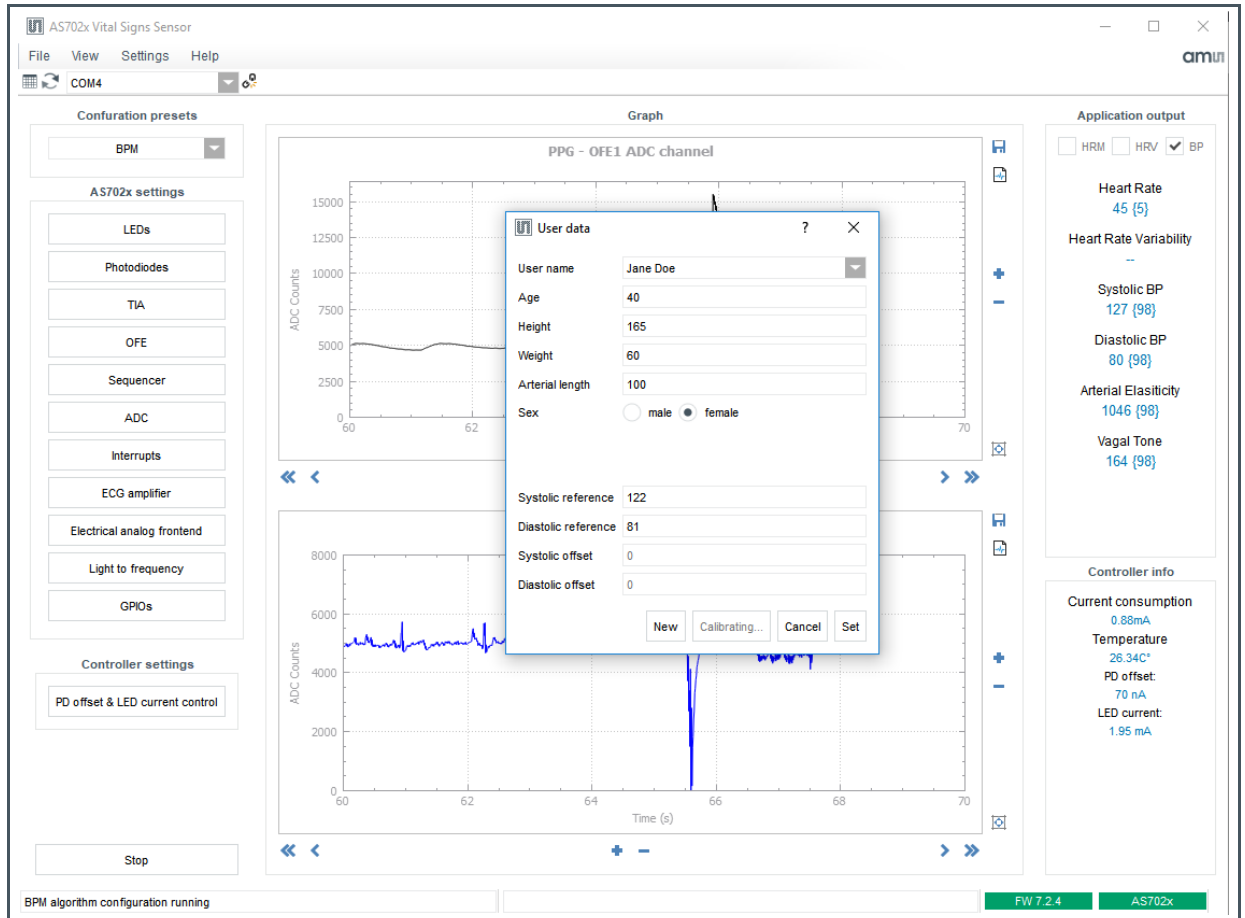 AS702x Vital Signs Sensor
File View Settings Help
amu
COM4
Confuration presets
BPM
AS702x settings
LEDs
Photodiodes
TIA
OFE
Sequencer
ADC
Interrupts
ECG amplifier
Electrical analog frontend
Light to frequency
GPIOs
Controller settings
PD offset & LED current control
Stop
Graph
PPG - OFE1 ADC channel
ADC Counts
15000
12500
10000
7500
5000
2500
0
60 62 70
8000
6000
4000
2000
0
ADC Counts
60 62 64 66 68 70
Time (s)
User data ? X
User name Jane Doe
Age 40
Height 165
Weight 60
Arterial length 100
Sex male female
Systolic reference 122
Diastolic reference 81
Systolic offset 0
Diastolic offset 0
New Calibrating... Cancel Set
Application output
HRM HRV BP
Heart Rate
45 {5}
Heart Rate Variability
--
Systolic BP
127 {98}
Diastolic BP
80 {98}
Arterial Elasiticity
1046 {98}
Vagal Tone
164 {98}
Controller info
Current consumption
0.88mA
Temperature
26.34C°
PD offset:
70 nA
LED current:
1.95 mA
BPM algorithm configuration running
FW 7.2.4 AS702x